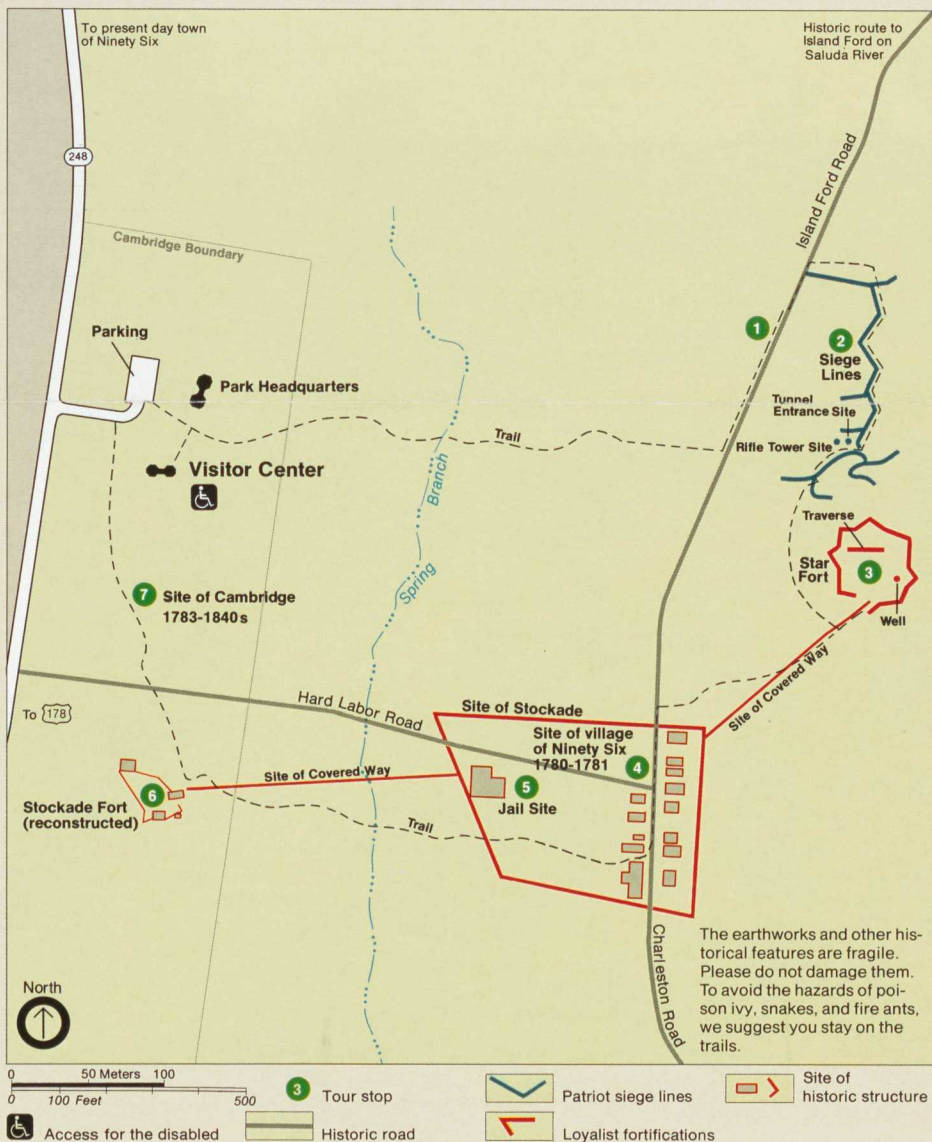 To present day town
of Ninety Six
Historic route to
Island Ford on
Saluda River
248
Island Ford Road
Cambridge Boundary
Parking
Park Headquarters
1
2
Siege
Lines
Tunnel
Entrance Site
Trail
Rifle Tower Site
Visitor Center
Spring Branch
Traverse
Star
Fort
3
Well
7
Site of Cambridge
1783-1840s
To 178
Hard Labor Road
Site of Stockade
Site of Covered Way
Site of village
of Ninety Six
1780-1781
4
Site of Covered Way
5
Jail Site
6
Stockade Fort
(reconstructed)
Trail
Charleston Road
The earthworks and other his-
torical features are fragile.
Please do not damage them.
To avoid the hazards of poi-
son ivy, snakes, and fire ants,
we suggest you stay on the
trails.
North
0 50 Meters 100
0 100 Feet 500
3 Tour stop
Patriot siege lines
Site of
historic structure
Access for the disabled
Historic road
Loyalist fortifications